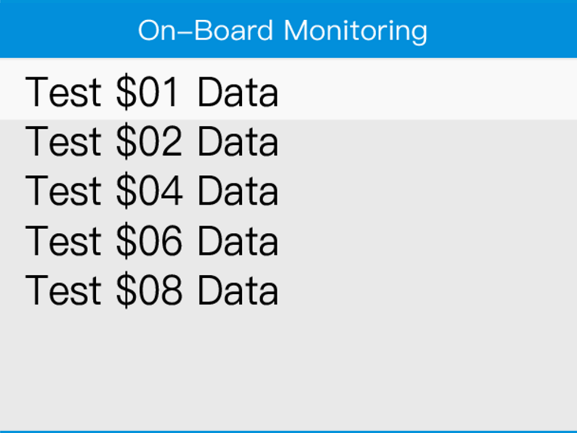 On-Board Monitoring
Test $01 Data
Test $02 Data
Test $04 Data
Test $06 Data
Test $08 Data